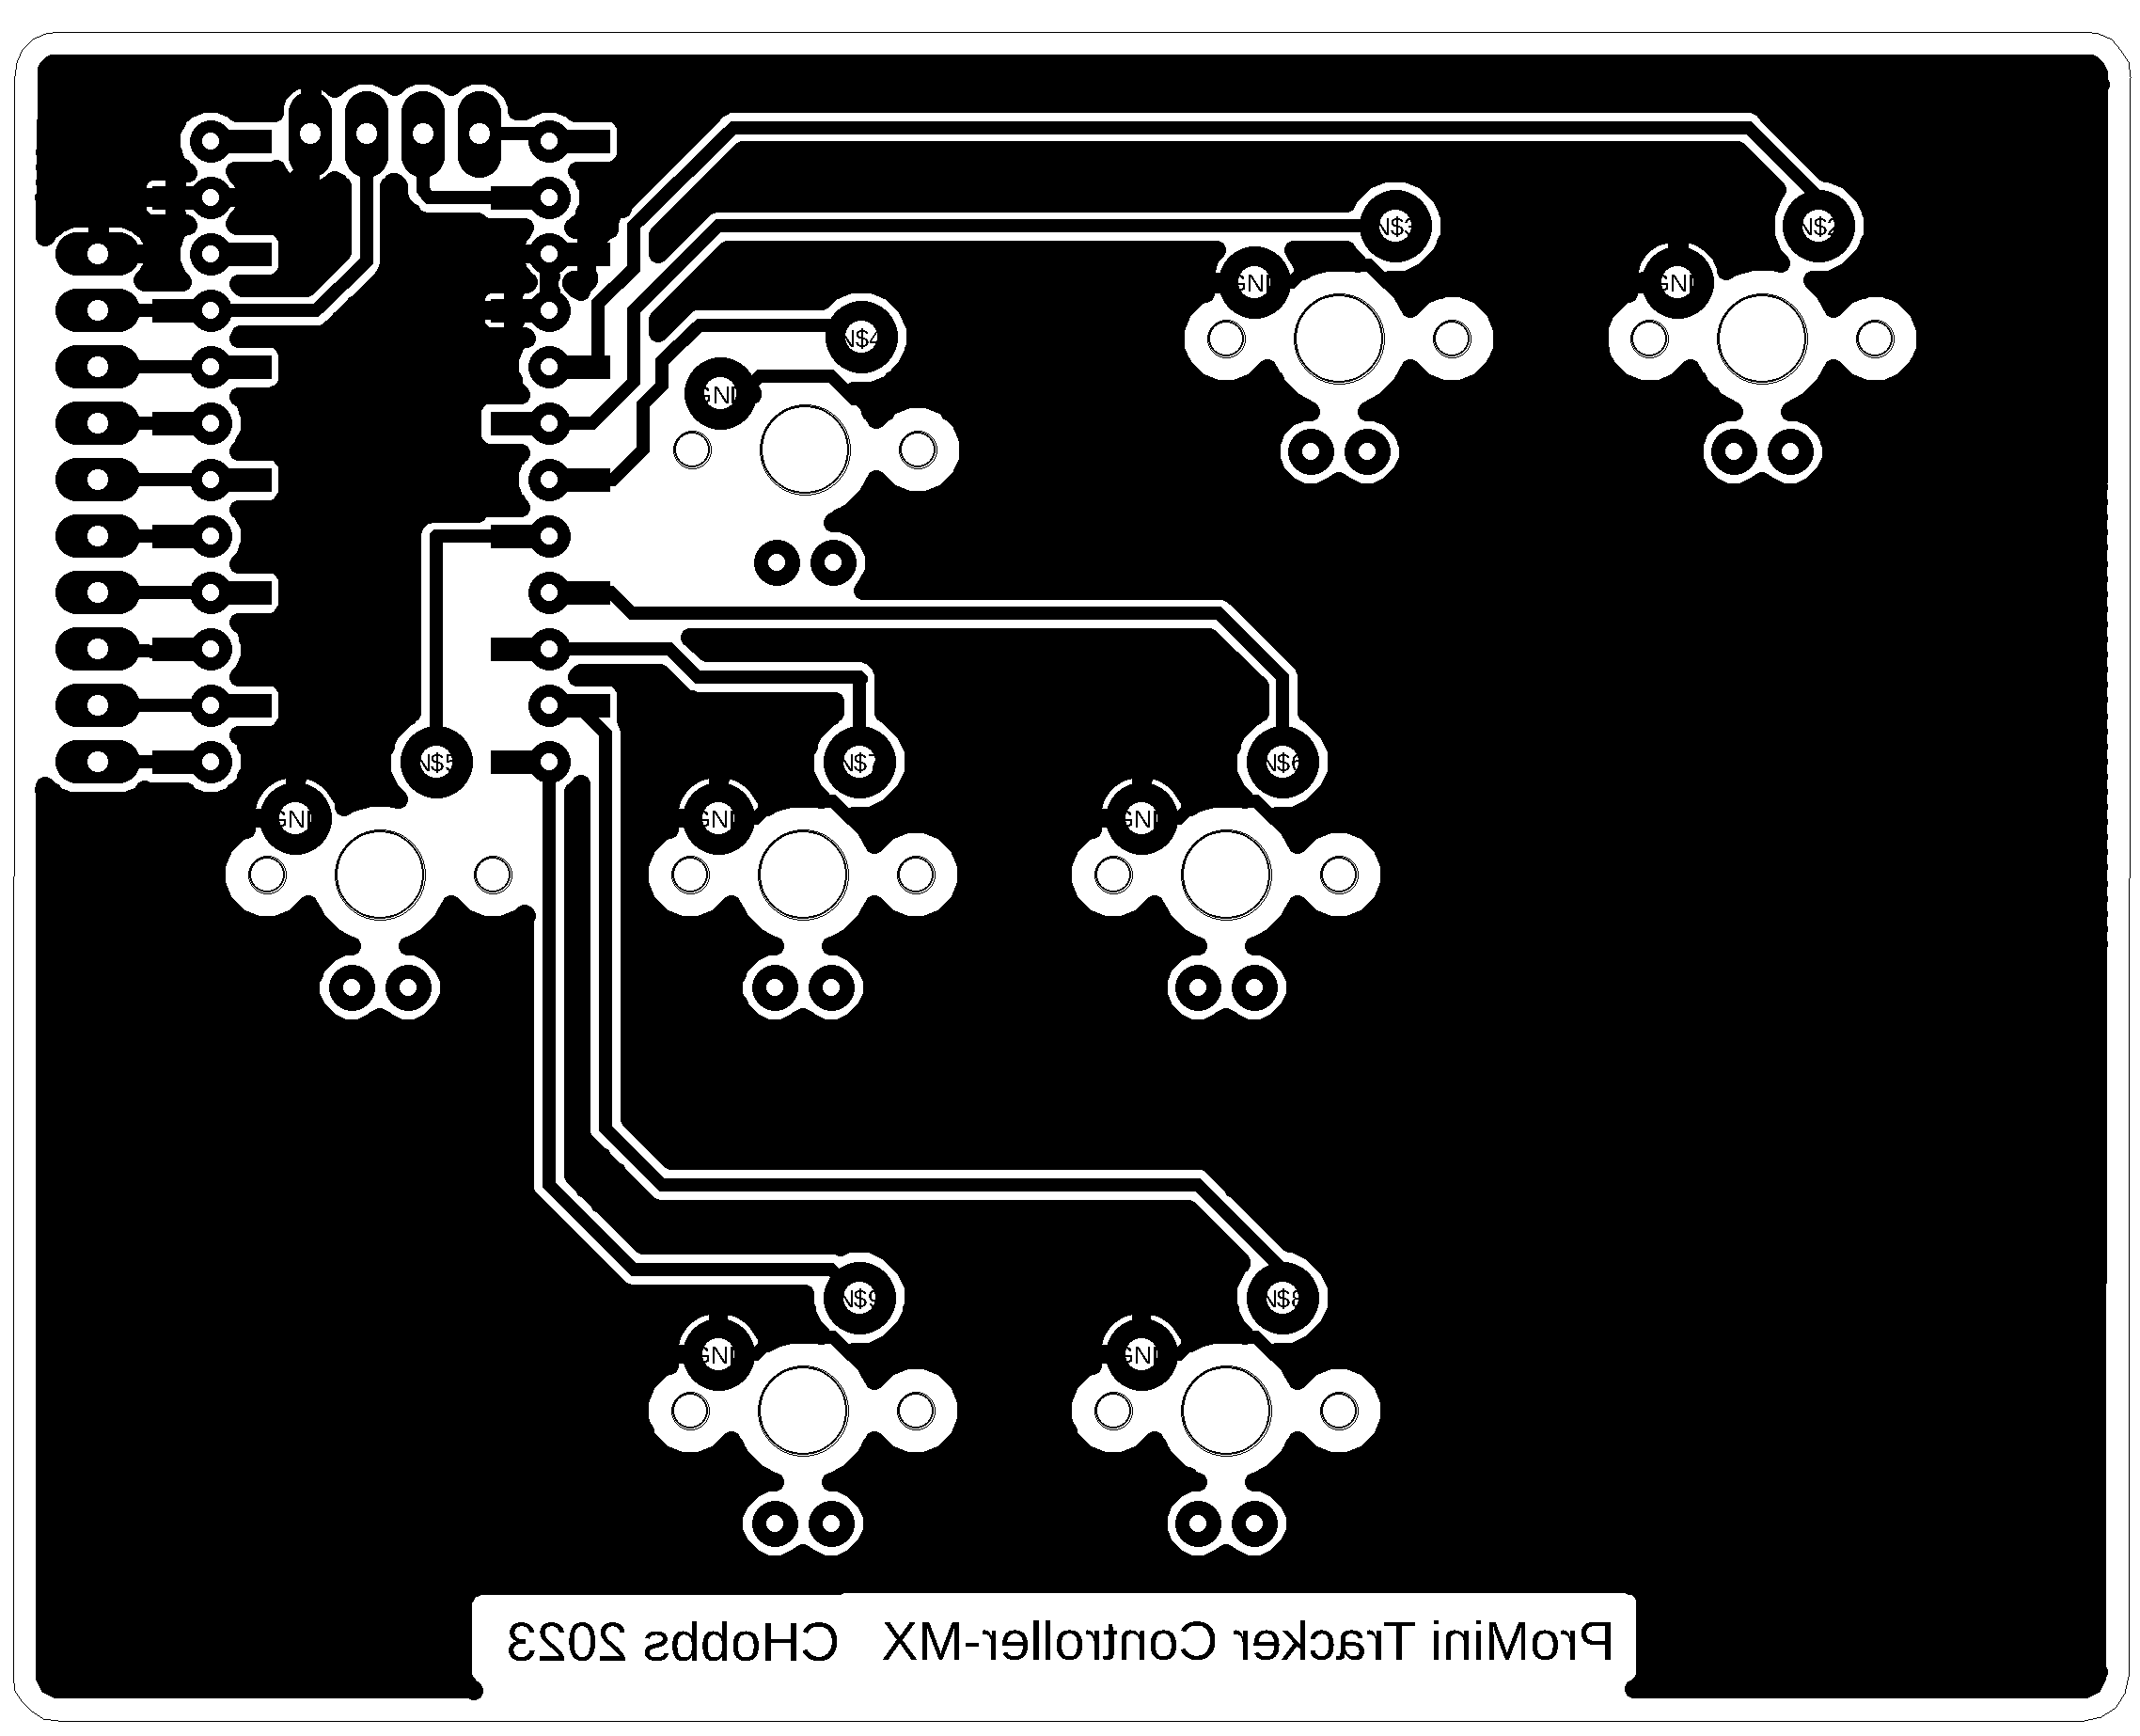 N$3 N$2
GND GND
N$4
GND
N$5 N$7 N$6
GND GND GND
N$9 N$8
GND GND
ProMini Tracker Controller-MX CHobbs 2023